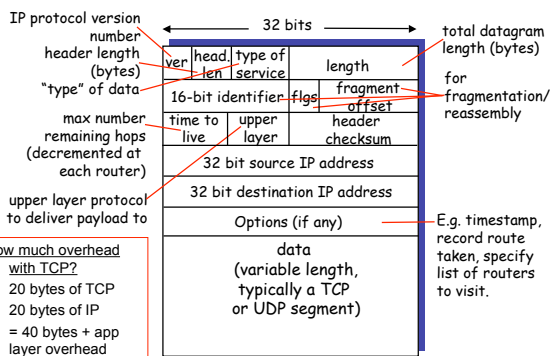 IP protocol version
number
header length
(bytes)
"type" of data
max number
remaining hops
(decremented at
each router)
upper layer protocol
to deliver payload to
ow much overhead
with TCP?
20 bytes of TCP
20 bytes of IP
= 40 bytes + app
layer overhead
32 bits
ver
head.
len
type of
service
length
16-bit identifier
flgs
fragment
offset
time to
live
upper
layer
header
checksum
32 bit source IP address
32 bit destination IP address
Options (if any)
data
(variable length,
typically a TCP
or UDP segment)
total datagram
length (bytes)
for
fragmentation/
reassembly
E.g. timestamp,
record route
taken, specify
list of routers
to visit.